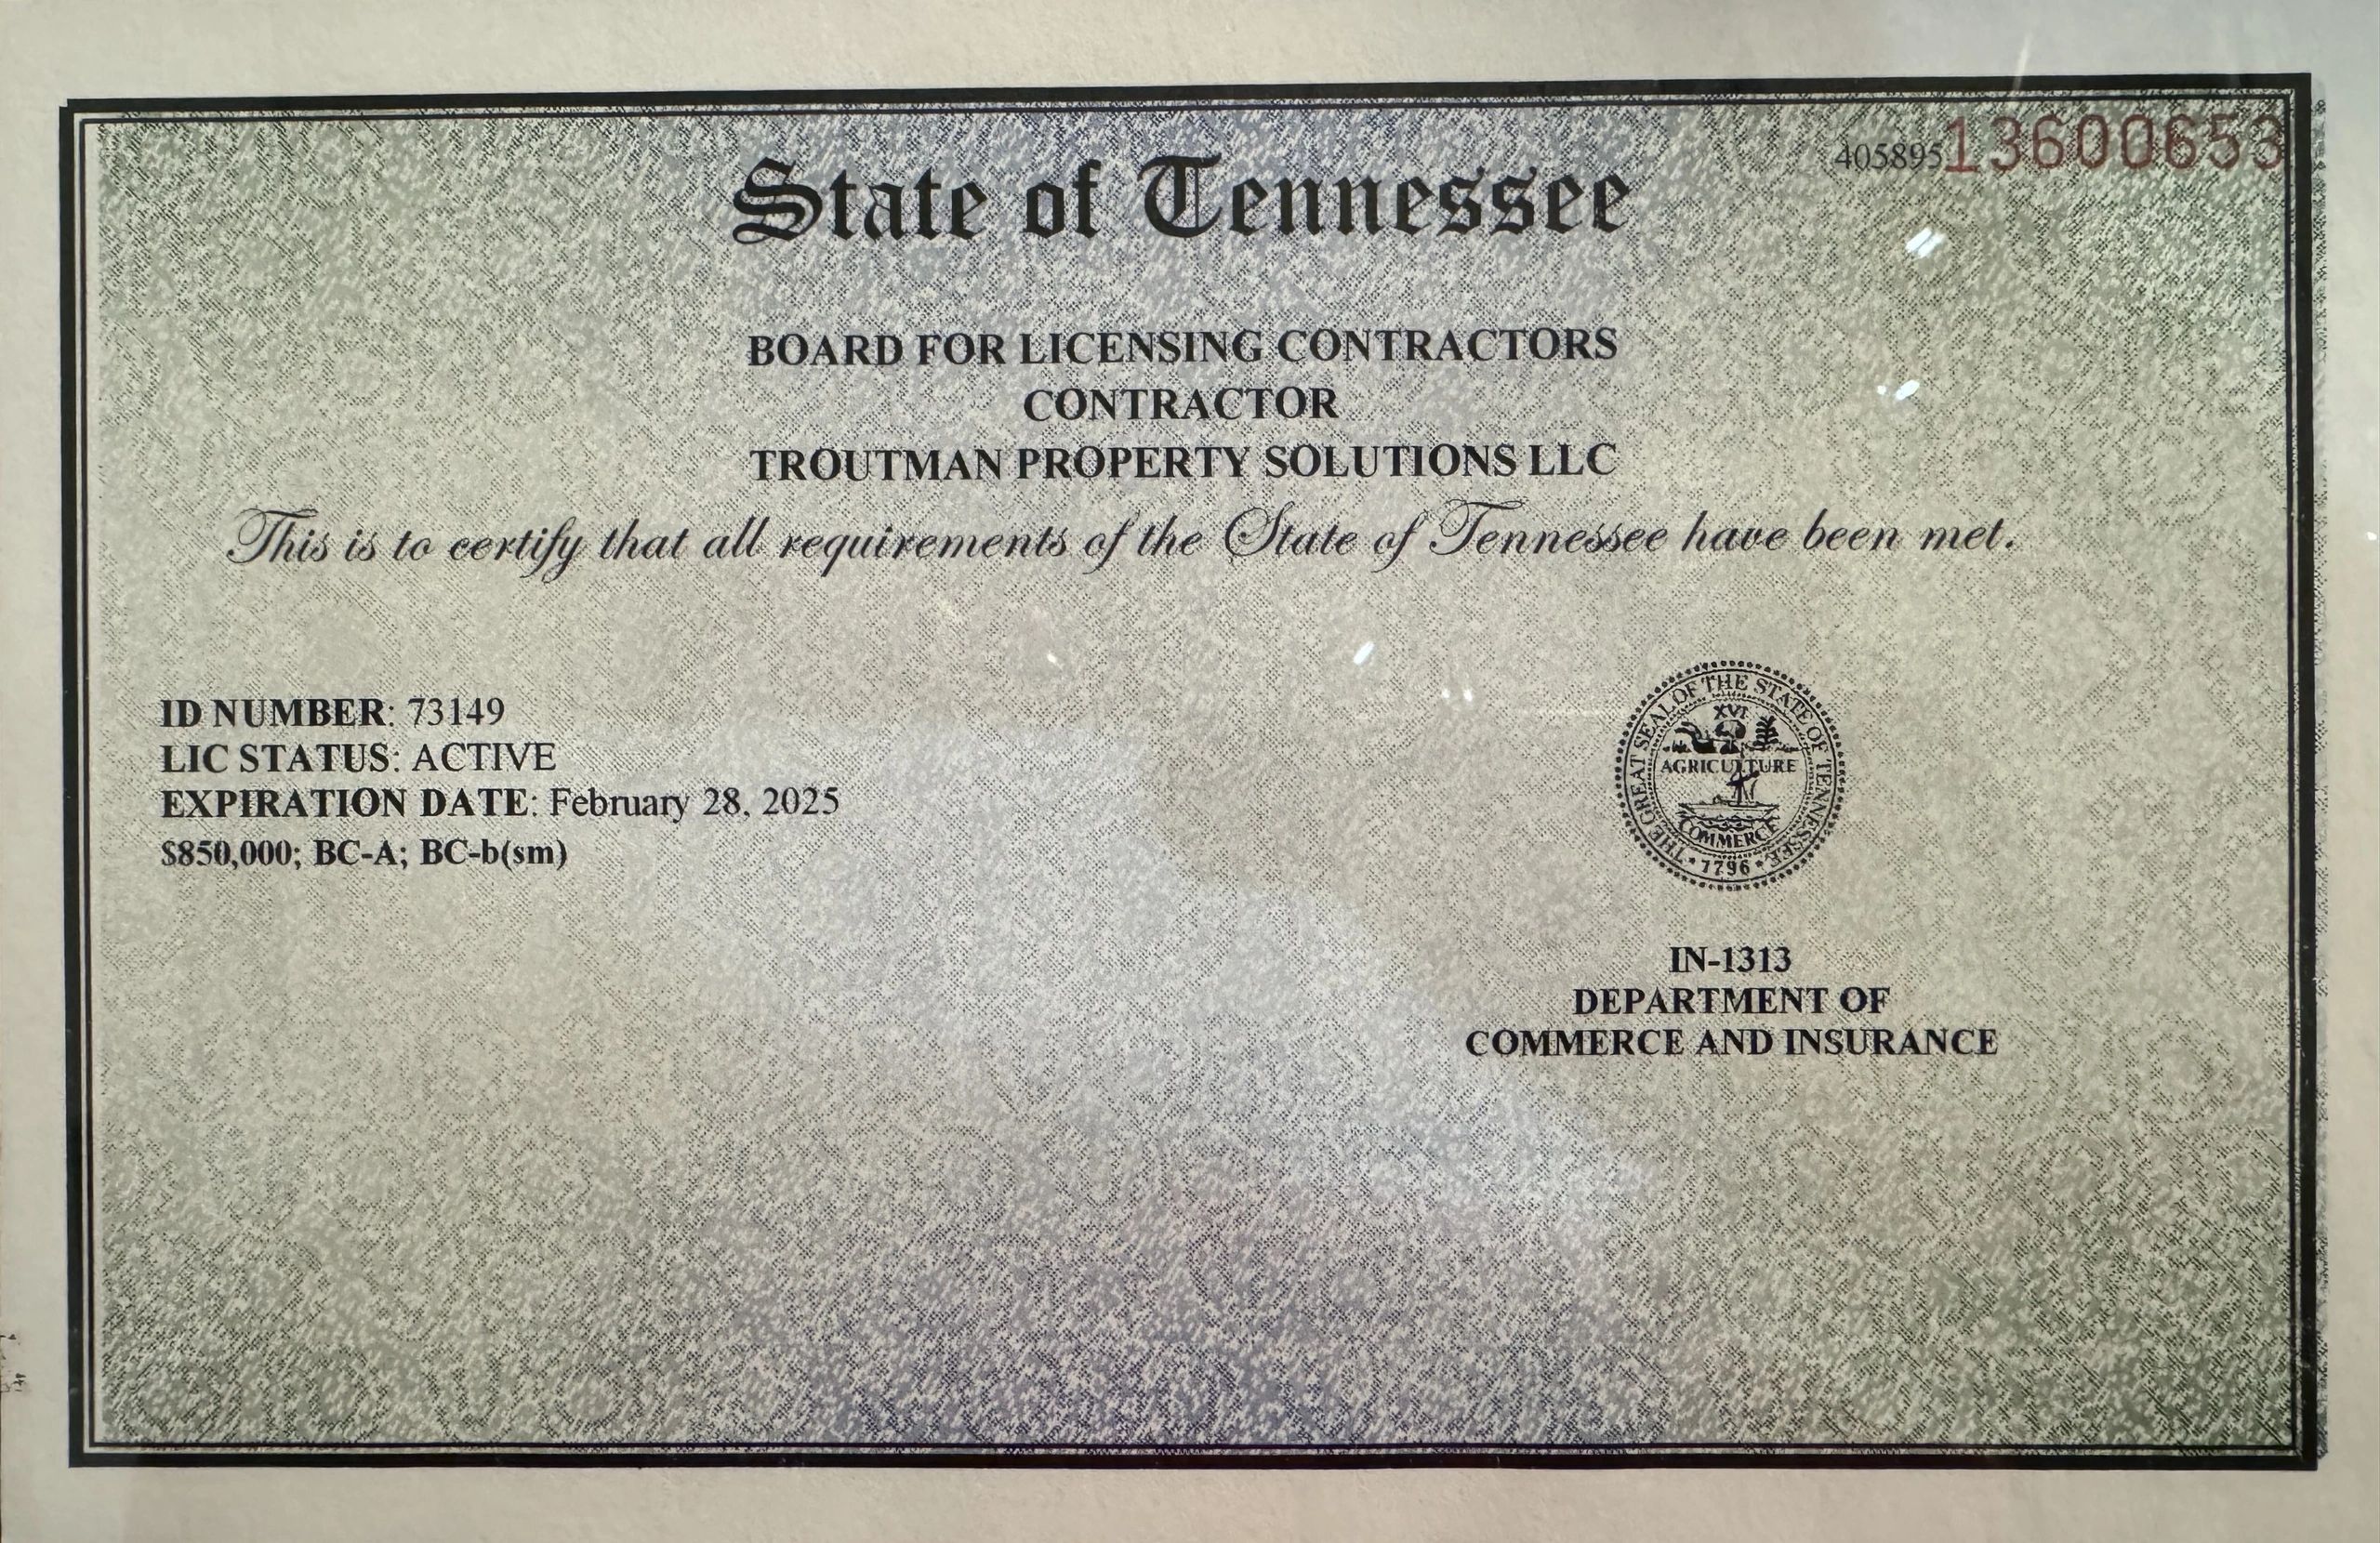 405895 13600653
State of Tennessee
BOARD FOR LICENSING CONTRACTORS
CONTRACTOR
TROUTMAN PROPERTY SOLUTIONS LLC
This is to certify that all requirements of the State of Tennessee have been met.
ID NUMBER: 73149
LIC STATUS: ACTIVE
EXPIRATION DATE: February 28, 2025
$850,000; BC-A; BC-b(sm)
THE GREAT SEAL OF THE STATE OF TENNESSEE
XVI
AGRICULTURE
COMMERCE
1796
IN-1313
DEPARTMENT OF
COMMERCE AND INSURANCE